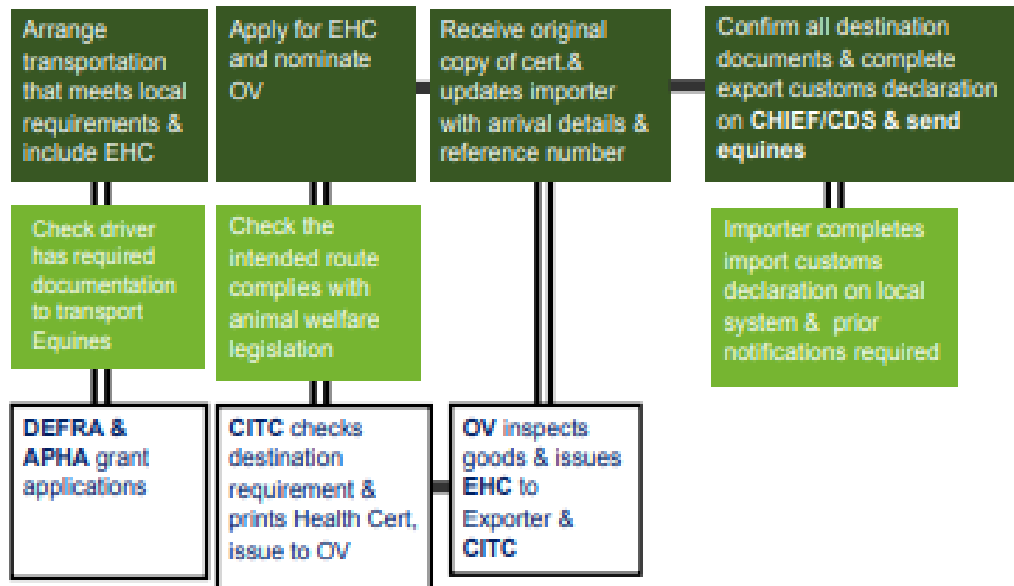 Arrange
transportation
that meets local
requirements &
include EHC
Apply for EHC
and nominate
OV
Receive original
copy of cert.&
updates importer
with arrival details &
reference number
Confirm all destination
documents & complete
export customs declaration
on CHIEF/CDS & send
equines
Check driver
has required
documentation
to transport
Equines
Check the
intended route
complies with
animal welfare
legislation
Importer completes
import customs
declaration on local
system & prior
notifications required
DEFRA &
APHA grant
applications
CITC checks
destination
requirement &
prints Health Cert,
issue to OV
OV inspects
goods & issues
EHC to
Exporter &
CITC